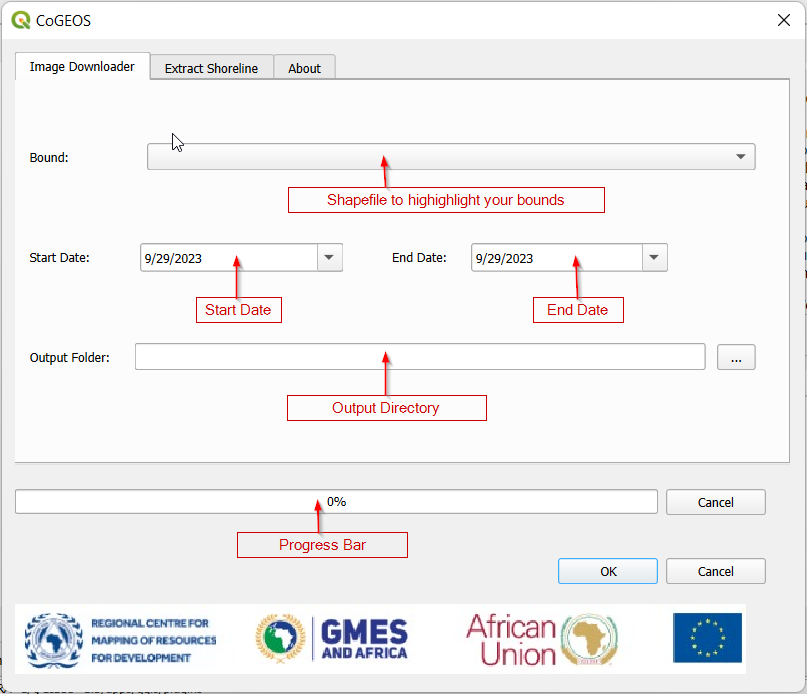 CoGEOS
Image Downloader
Extract Shoreline
About
Bound:
Shapefile to highighlight your bounds
Start Date:
9/29/2023
End Date:
9/29/2023
Start Date
End Date
Output Folder:
...
Output Directory
0%
Cancel
Progress Bar
OK
Cancel
REGIONAL CENTRE FOR
MAPPING OF RESOURCES
FOR DEVELOPMENT
GMES
AND AFRICA
African
Union